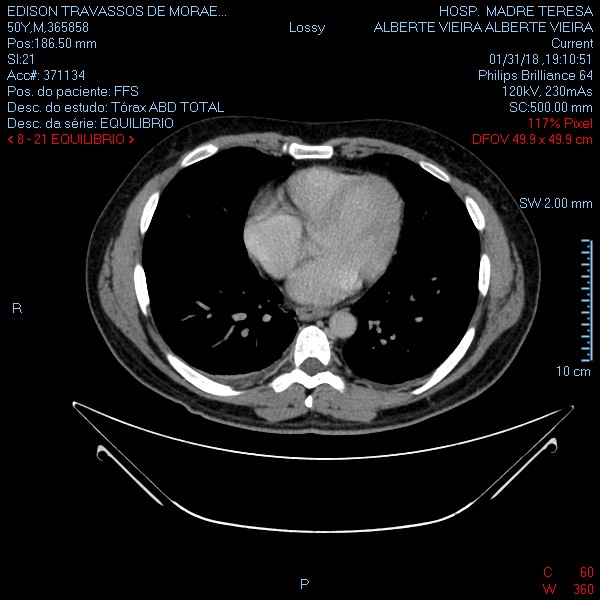 EDISON TRAVASSOS DE MORAE...
50Y,M,365858
Pos:186.50 mm
SI:21
Acc#: 371134
Pos. do paciente: FFS
Desc. do estudo: Tórax ABD TOTAL
Desc. da série: EQUILIBRIO
< 8 - 21 EQUILIBRIO >
Lossy
HOSP. MADRE TERESA
ALBERTE VIEIRA ALBERTE VIEIRA
Current
01/31/18 ,19:10:51
Philips Brilliance 64
120kV, 230mAs
SC:500.00 mm
117% Pixel
DFOV 49.9 x 49.9 cm
SW 2.00 mm
R
10 cm
P
C 60
W 360